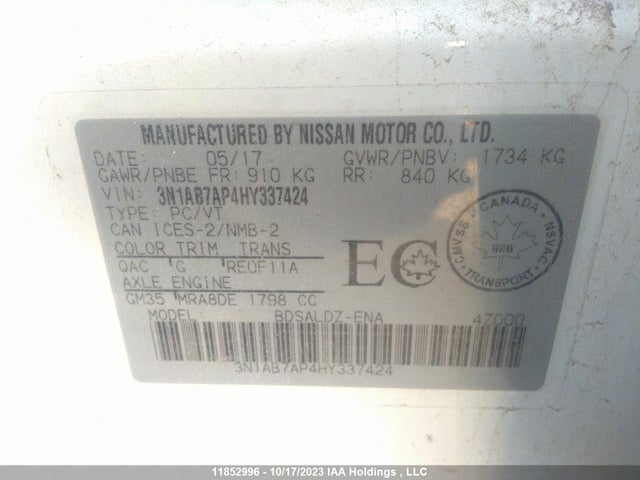 MANUFACTURED BY NISSAN MOTOR CO., LTD.
DATE: 05/17 GVWR/PNBV: 1734 KG
GAWR/PNBE FR: 910 KG RR: 840 KG
VIN: 3N1AB7AP4HY337424
TYPE: PC/VT
CAN ICES-2/NMB-2
COLOR TRIM TRANS
QAC G RE0F11A
AXLE ENGINE
GM35 MRA8DE 1798 CC
MODEL: BDSALDZ-ENA 4Z000
3N1AB7AP4HY337424
EC
CANADA
CMVSS 986 NSVAC
TRANSPORT
11852996 - 10/17/2023 IAA Holdings , LLC